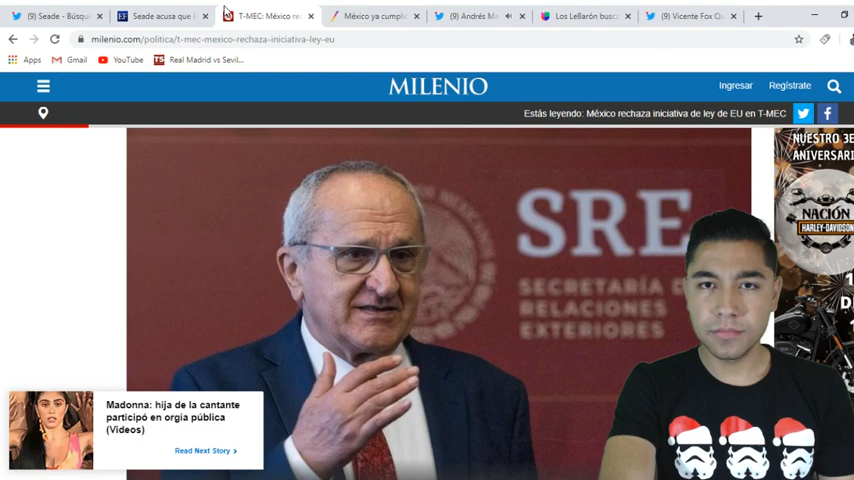 (9) Seade - Búsqu
Seade acusa que
T-MEC: México re
México ya cumplió
(9) Andrés Ma
Los LeBarón busca
(9) Vicente Fox Q
milenio.com/politica/t-mec-mexico-rechaza-iniciativa-ley-eu
Apps
Gmail
YouTube
TS
Real Madrid vs Sevil...
MILENIO
Ingresar
Regístrate
Estás leyendo: México rechaza iniciativa de ley de EU en T-MEC
NUESTRO 3E
ANIVERSARI
SRE
SECRETARÍA D
RELACIONES
EXTERIORES
NACIÓN
HARLEY-DAVIDSON
Madonna: hija de la cantante
participó en orgía pública
(Videos)
Read Next Story